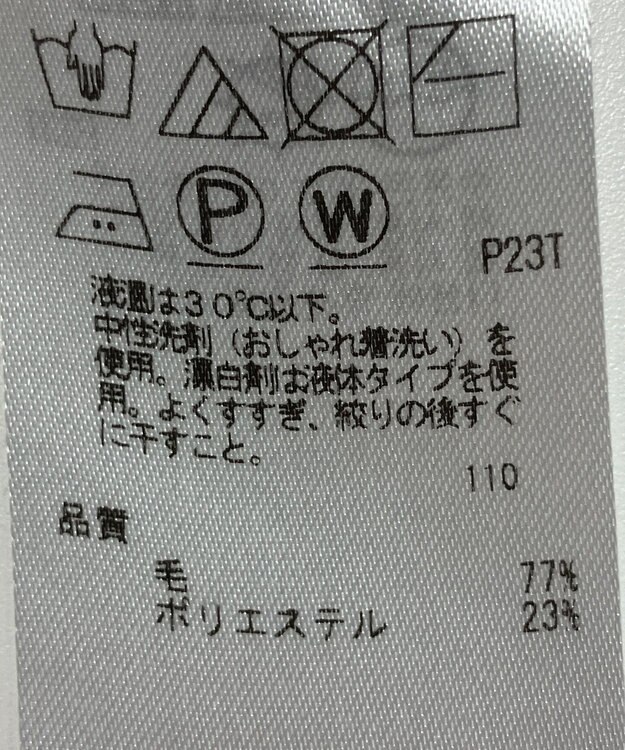 P W
P23T
液温は30℃以下。
中性洗剤（おしゃれ着洗い）を
使用。漂白剤お液体タイプを使
用。よくすすぎ、絞りの後すぐ
に干すこと。
110
品質
毛 77%
ポリエステル 23%